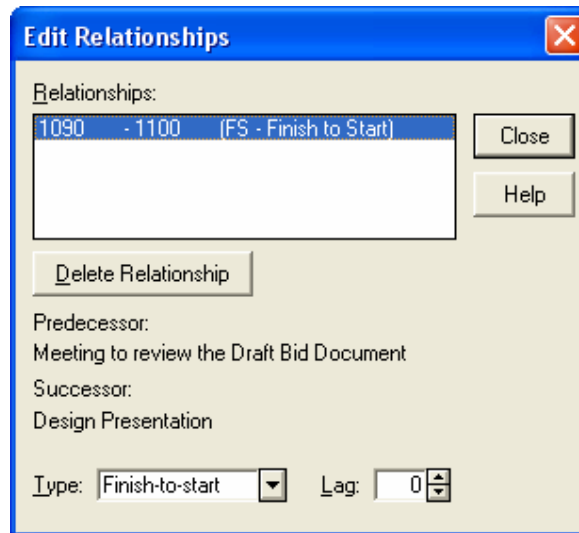 Edit Relationships
Relationships:
1090 - 1100 (FS - Finish to Start)
Close
Help
Delete Relationship
Predecessor:
Meeting to review the Draft Bid Document
Successor:
Design Presentation
Type: Finish-to-start Lag: 0